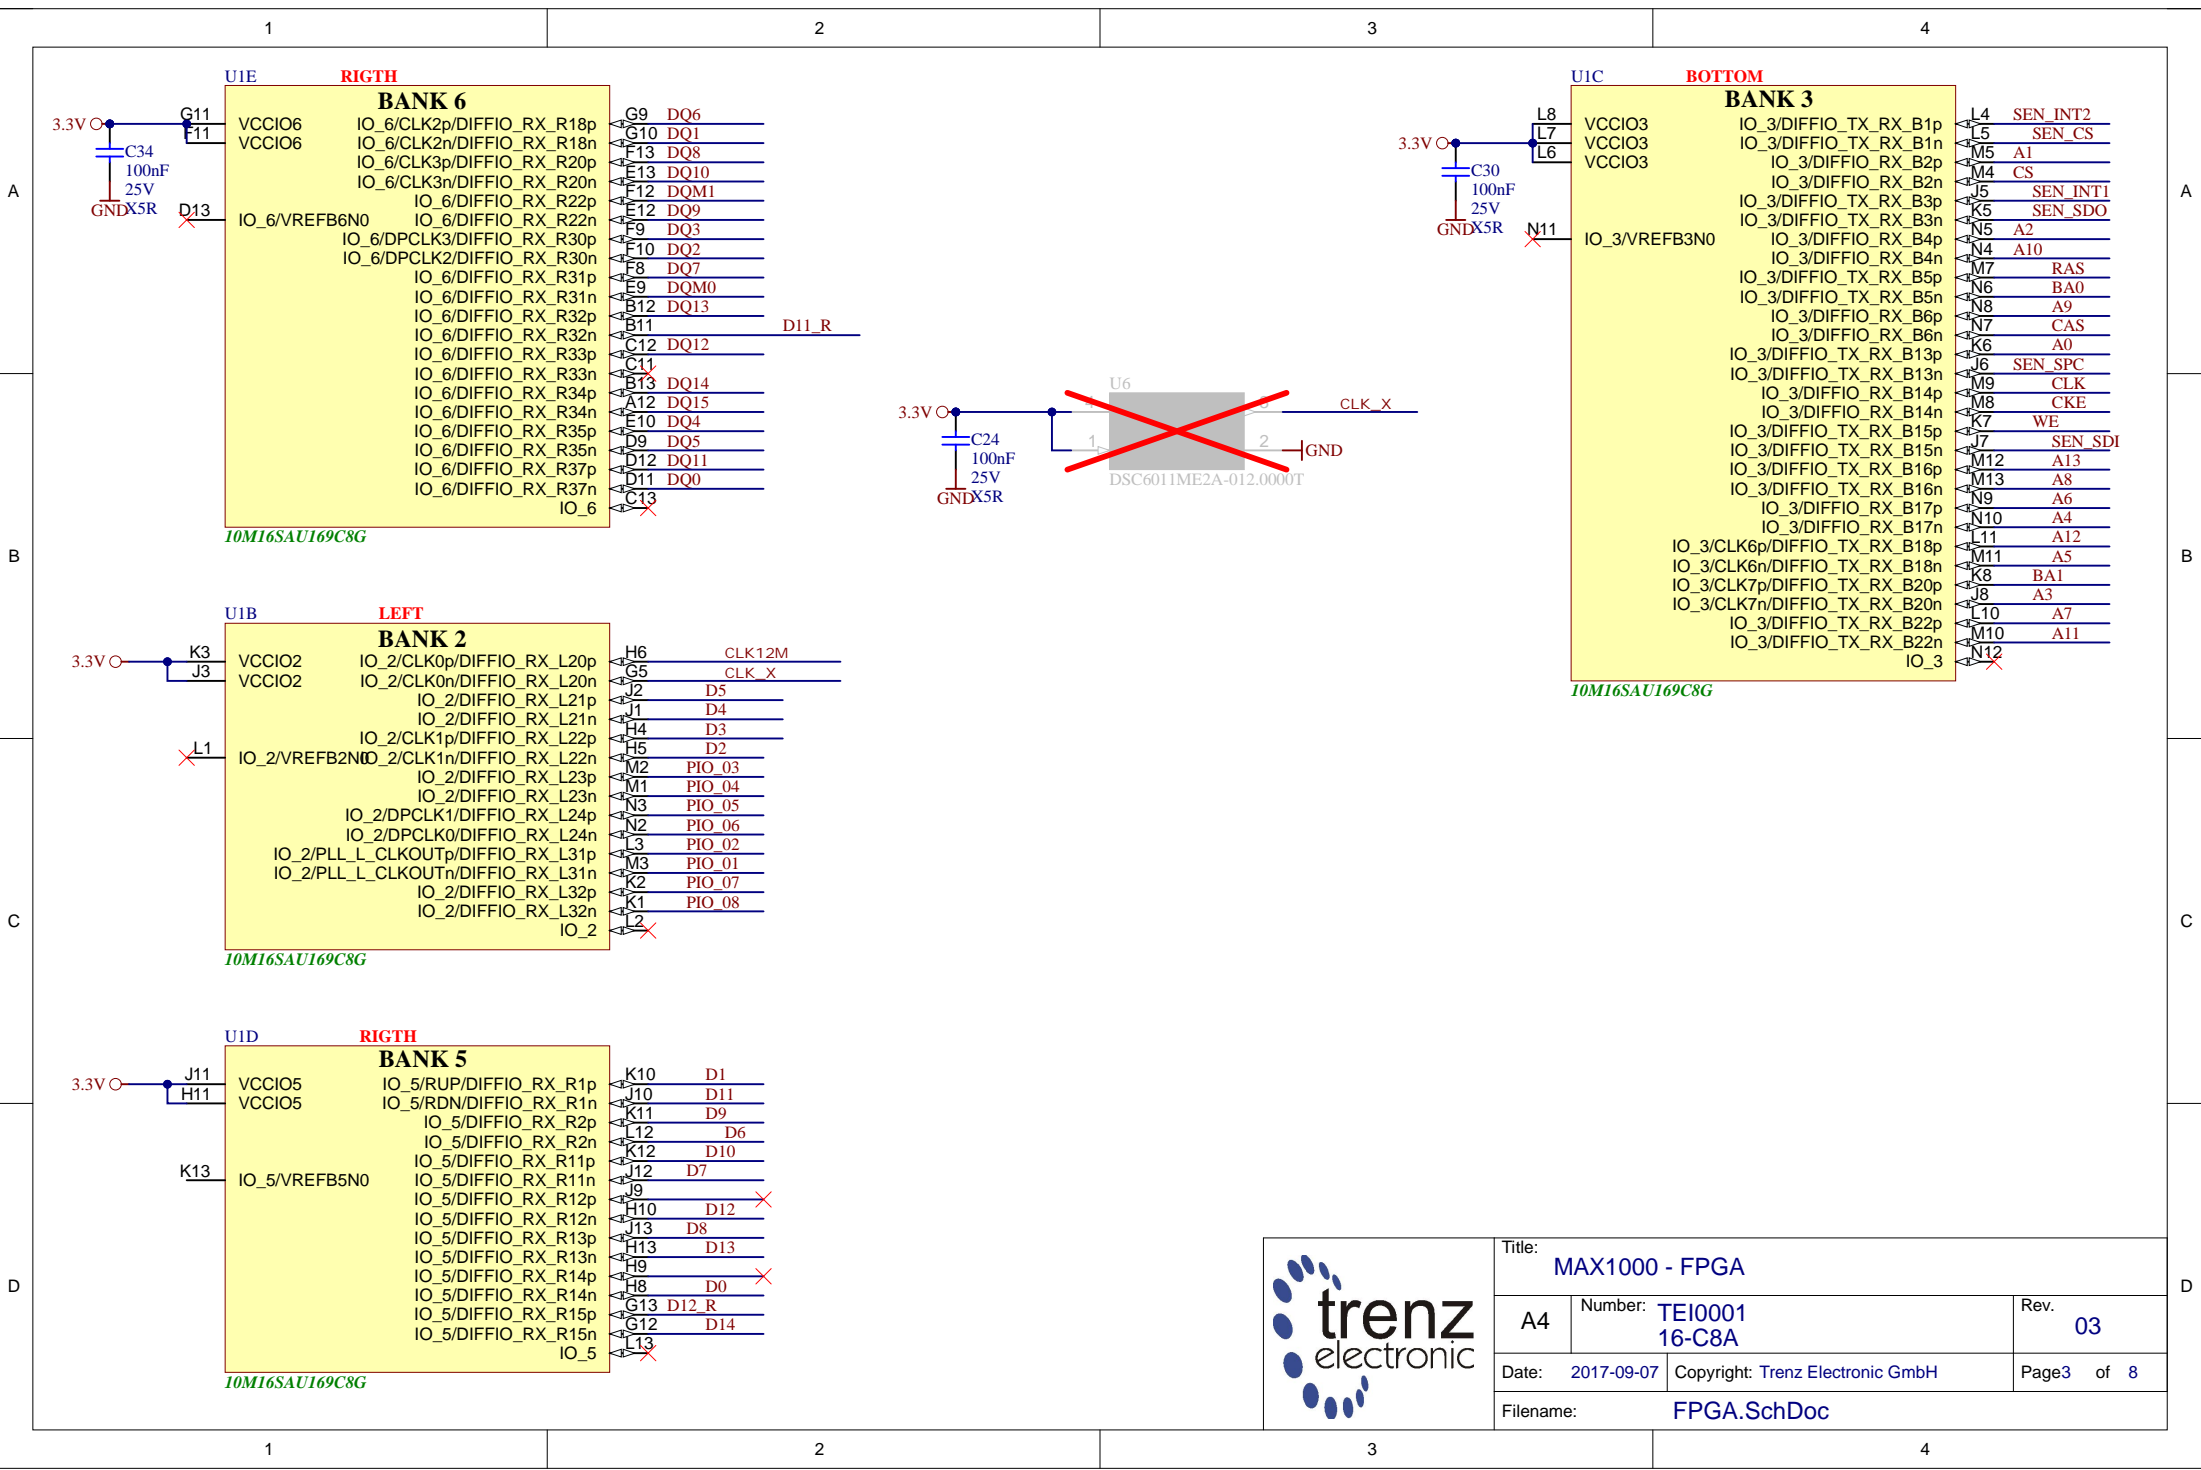 1 2 3 4
A
B
C
D
U1E RIGTH
BANK 6
3.3V
C34
100nF
25V
X5R
GND
G11 VCCIO6
F11 VCCIO6
D13 IO_6/VREFB6N0
IO_6/CLK2p/DIFFIO_RX_R18p G9 DQ6
IO_6/CLK2n/DIFFIO_RX_R18n G10 DQ1
IO_6/CLK3p/DIFFIO_RX_R20p F13 DQ8
IO_6/CLK3n/DIFFIO_RX_R20n E13 DQ10
IO_6/DIFFIO_RX_R22p F12 DQM1
IO_6/DIFFIO_RX_R22n E12 DQ9
IO_6/DPCLK3/DIFFIO_RX_R30p F9 DQ3
IO_6/DPCLK2/DIFFIO_RX_R30n F10 DQ2
IO_6/DIFFIO_RX_R31p F8 DQ7
IO_6/DIFFIO_RX_R31n E9 DQM0
IO_6/DIFFIO_RX_R32p B12 DQ13
IO_6/DIFFIO_RX_R32n B11 D11_R
IO_6/DIFFIO_RX_R33p C12 DQ12
IO_6/DIFFIO_RX_R33n C11
IO_6/DIFFIO_RX_R34p B13 DQ14
IO_6/DIFFIO_RX_R34n A12 DQ15
IO_6/DIFFIO_RX_R35p E10 DQ4
IO_6/DIFFIO_RX_R35n D9 DQ5
IO_6/DIFFIO_RX_R37p D12 DQ11
IO_6/DIFFIO_RX_R37n D11 DQ0
IO_6 C13
10M16SAU169C8G
3.3V
C24
100nF
25V
X5R
GND
U6
1
2
GND
CLK_X
DSC6011ME2A-012.0000T
U1C BOTTOM
BANK 3
3.3V
C30
100nF
25V
X5R
GND
L8 VCCIO3
L7 VCCIO3
L6 VCCIO3
N11 IO_3/VREFB3N0
IO_3/DIFFIO_TX_RX_B1p L4 SEN_INT2
IO_3/DIFFIO_TX_RX_B1n L5 SEN_CS
IO_3/DIFFIO_RX_B2p M5 A1
IO_3/DIFFIO_RX_B2n M4 CS
IO_3/DIFFIO_TX_RX_B3p J5 SEN_INT1
IO_3/DIFFIO_TX_RX_B3n K5 SEN_SDO
IO_3/DIFFIO_RX_B4p N5 A2
IO_3/DIFFIO_RX_B4n N4 A10
IO_3/DIFFIO_TX_RX_B5p M7 RAS
IO_3/DIFFIO_TX_RX_B5n N6 BA0
IO_3/DIFFIO_RX_B6p N8 A9
IO_3/DIFFIO_RX_B6n N7 CAS
IO_3/DIFFIO_TX_RX_B13p K6 A0
IO_3/DIFFIO_TX_RX_B13n J6 SEN_SPC
IO_3/DIFFIO_RX_B14p M9 CLK
IO_3/DIFFIO_RX_B14n M8 CKE
IO_3/DIFFIO_TX_RX_B15p K7 WE
IO_3/DIFFIO_TX_RX_B15n J7 SEN_SDI
IO_3/DIFFIO_TX_RX_B16p M12 A13
IO_3/DIFFIO_TX_RX_B16n M13 A8
IO_3/DIFFIO_RX_B17p N9 A6
IO_3/DIFFIO_RX_B17n N10 A4
IO_3/CLK6p/DIFFIO_TX_RX_B18p L11 A12
IO_3/CLK6n/DIFFIO_TX_RX_B18n M11 A5
IO_3/CLK7p/DIFFIO_TX_RX_B20p K8 BA1
IO_3/CLK7n/DIFFIO_TX_RX_B20n J8 A3
IO_3/DIFFIO_TX_RX_B22p L10 A7
IO_3/DIFFIO_TX_RX_B22n M10 A11
IO_3 N12
10M16SAU169C8G
U1B LEFT
BANK 2
3.3V
K3 VCCIO2
J3 VCCIO2
L1 IO_2/VREFB2N0
IO_2/CLK0p/DIFFIO_RX_L20p H6 CLK12M
IO_2/CLK0n/DIFFIO_RX_L20n G5 CLK_X
IO_2/DIFFIO_RX_L21p J2 D5
IO_2/DIFFIO_RX_L21n J1 D4
IO_2/CLK1p/DIFFIO_RX_L22p H4 D3
IO_2/CLK1n/DIFFIO_RX_L22n H5 D2
IO_2/DIFFIO_RX_L23p M2 PIO_03
IO_2/DIFFIO_RX_L23n M1 PIO_04
IO_2/DPCLK1/DIFFIO_RX_L24p N3 PIO_05
IO_2/DPCLK0/DIFFIO_RX_L24n N2 PIO_06
IO_2/PLL_L_CLKOUTp/DIFFIO_RX_L31p L3 PIO_02
IO_2/PLL_L_CLKOUTn/DIFFIO_RX_L31n M3 PIO_01
IO_2/DIFFIO_RX_L32p K2 PIO_07
IO_2/DIFFIO_RX_L32n K1 PIO_08
IO_2 L2
10M16SAU169C8G
U1D RIGTH
BANK 5
3.3V
J11 VCCIO5
H11 VCCIO5
K13 IO_5/VREFB5N0
IO_5/RUP/DIFFIO_RX_R1p K10 D1
IO_5/RDN/DIFFIO_RX_R1n J10 D11
IO_5/DIFFIO_RX_R2p K11 D9
IO_5/DIFFIO_RX_R2n L12 D6
IO_5/DIFFIO_RX_R11p K12 D10
IO_5/DIFFIO_RX_R11n J12 D7
IO_5/DIFFIO_RX_R12p J9
IO_5/DIFFIO_RX_R12n H10 D12
IO_5/DIFFIO_RX_R13p J13 D8
IO_5/DIFFIO_RX_R13n H13 D13
IO_5/DIFFIO_RX_R14p H9
IO_5/DIFFIO_RX_R14n H8 D0
IO_5/DIFFIO_RX_R15p G13 D12_R
IO_5/DIFFIO_RX_R15n G12 D14
IO_5 L13
10M16SAU169C8G
A
B
C
D
trenz
electronic
Title:
MAX1000 - FPGA
A4 Number: TEI0001
16-C8A
Rev.
03
Date: 2017-09-07 Copyright: Trenz Electronic GmbH Page3 of 8
Filename: FPGA.SchDoc
1 2 3 4